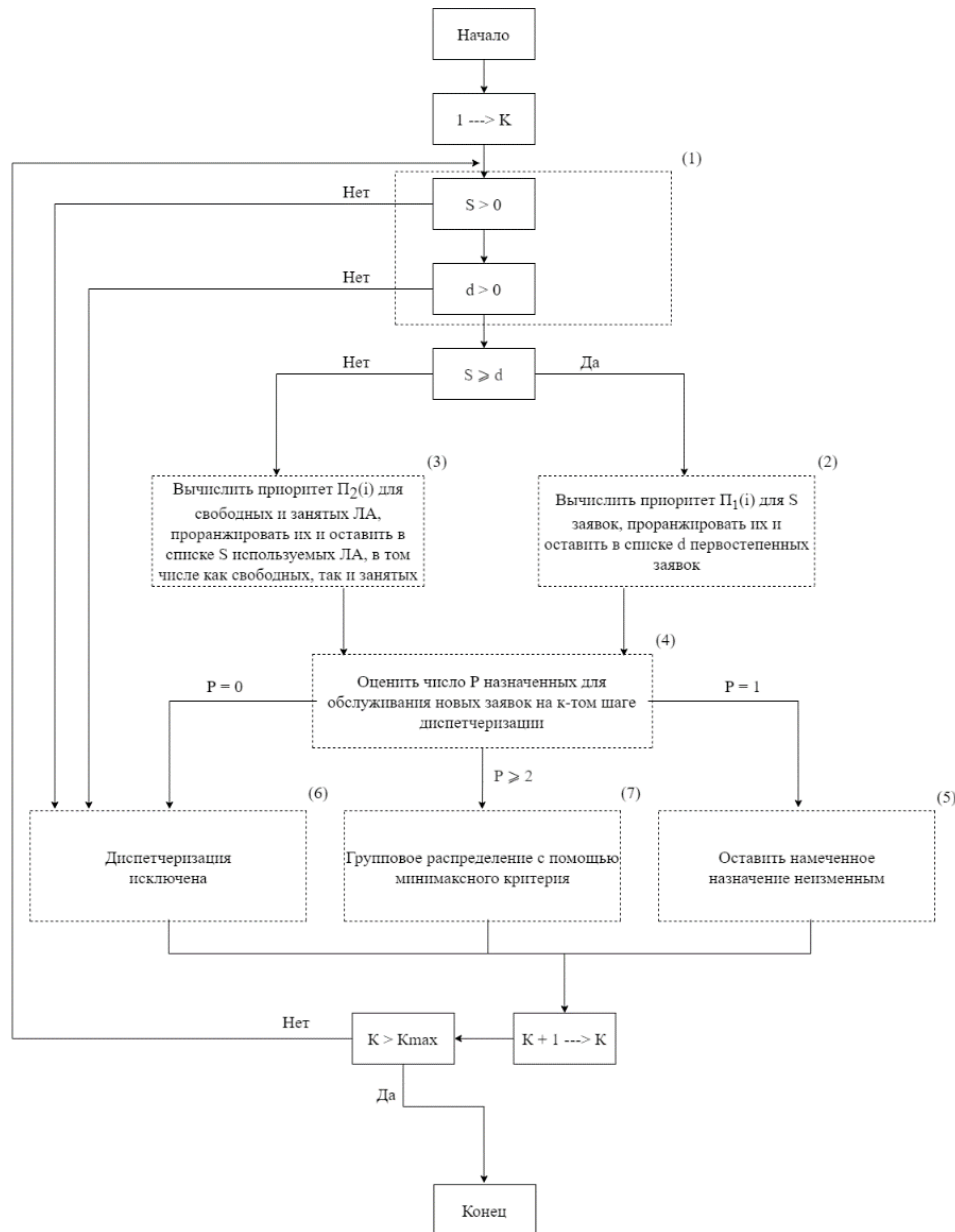 Начало
1 ---> K
(1)
Нет
S > 0
Нет
d > 0
Нет
S ⩾ d
Да
(3)
Вычислить приоритет П₂(i) для
свободных и занятых ЛА,
проранжировать их и оставить в
списке S используемых ЛА, в том
числе как свободных, так и занятых
(2)
Вычислить приоритет П₁(i) для S
заявок, проранжировать их и
оставить в списке d первостепенных
заявок
(4)
Оценить число P назначенных для
обслуживания новых заявок на к-том шаге
диспетчеризации
P = 0
P = 1
P ⩾ 2
(6)
Диспетчеризация
исключена
(7)
Групповое распределение с помощью
минимаксного критерия
(5)
Оставить намеченное
назначение неизменным
Нет
K > Kmax
K + 1 ---> K
Да
Конец